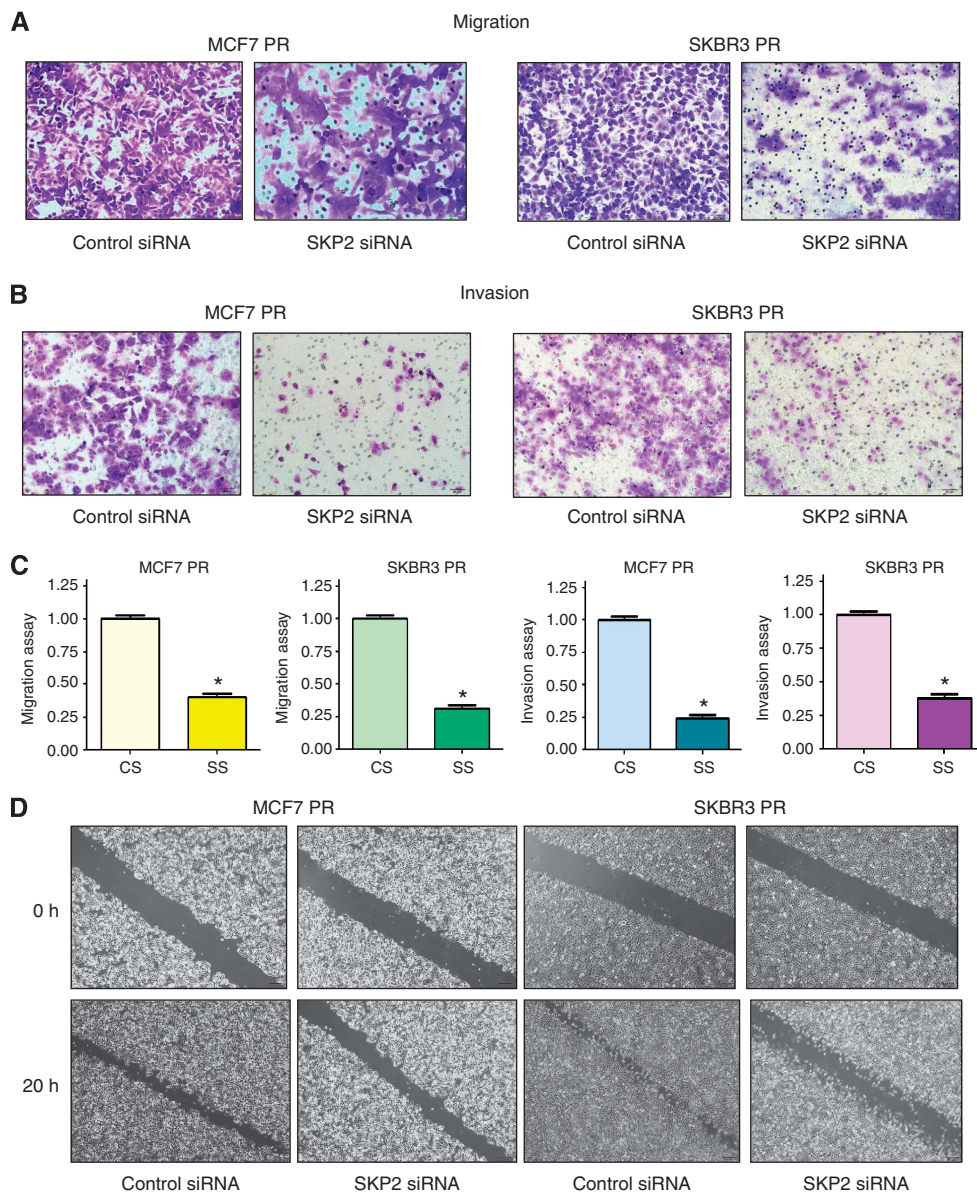 A
Migration
MCF7 PR
SKBR3 PR
Control siRNA
SKP2 siRNA
Control siRNA
SKP2 siRNA
B
Invasion
MCF7 PR
SKBR3 PR
Control siRNA
SKP2 siRNA
Control siRNA
SKP2 siRNA
C
MCF7 PR
Migration assay
1.25
1.00
0.75
0.50
0.25
0.00
*
CS SS
SKBR3 PR
Migration assay
1.25
1.00
0.75
0.50
0.25
0.00
*
CS SS
MCF7 PR
Invasion assay
1.25
1.00
0.75
0.50
0.25
0.00
*
CS SS
SKBR3 PR
Invasion assay
1.25
1.00
0.75
0.50
0.25
0.00
*
CS SS
D
MCF7 PR
SKBR3 PR
0 h
20 h
Control siRNA
SKP2 siRNA
Control siRNA
SKP2 siRNA